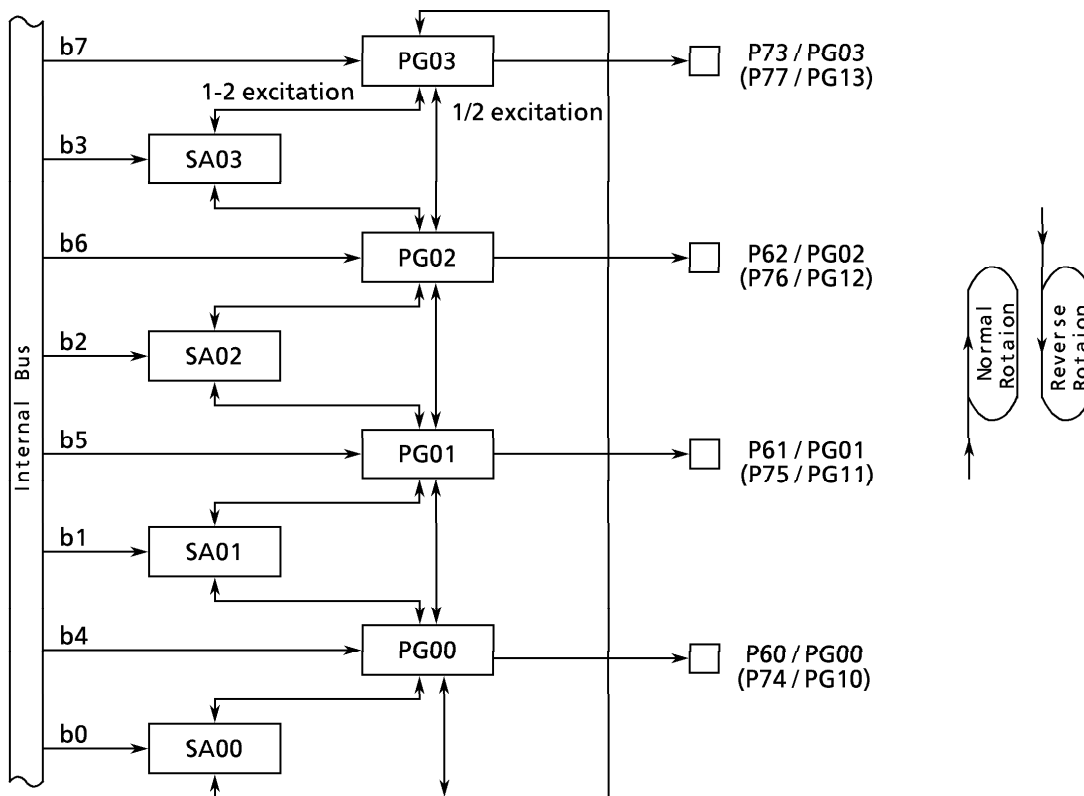 b7
PG03
P73 / PG03
(P77 / PG13)
1-2 excitation
1/2 excitation
b3
SA03
b6
PG02
P62 / PG02
(P76 / PG12)
b2
SA02
Internal Bus
Normal
Rotaion
Reverse
Rotaion
b5
PG01
P61 / PG01
(P75 / PG11)
b1
SA01
b4
PG00
P60 / PG00
(P74 / PG10)
b0
SA00